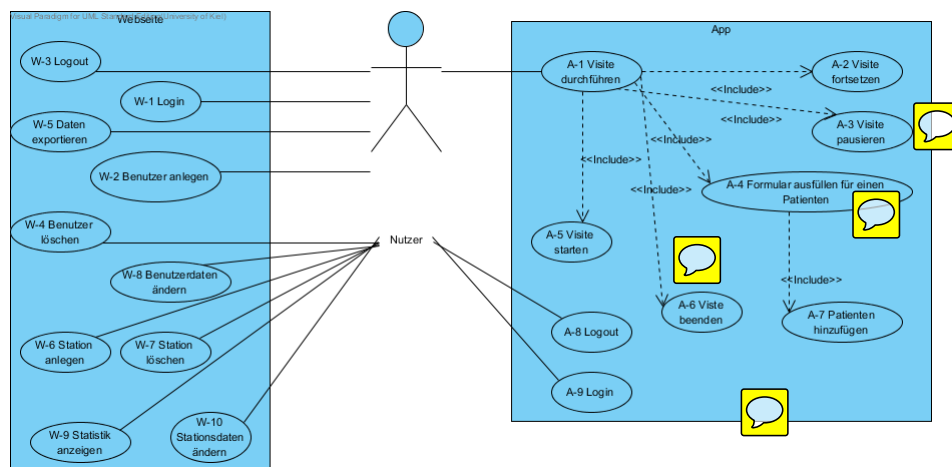 Visual Paradigm for UML Standard Edition(University of Kiel)
Webseite
App
W-3 Logout
W-1 Login
W-5 Daten
exportieren
W-2 Benutzer anlegen
W-4 Benutzer
löschen
W-8 Benutzerdaten
ändern
W-6 Station
anlegen
W-7 Station
löschen
W-9 Statistik
anzeigen
W-10
Stationsdaten
ändern
Nutzer
A-1 Visite
durchführen
A-2 Visite
fortsetzen
<<Include>>
<<Include>>
A-3 Visite
pausieren
<<Include>>
<<Include>>
A-4 Formular ausfüllen für einen
Patienten
A-5 Visite
starten
<<Include>>
A-6 Viste
beenden
A-7 Patienten
hinzufügen
A-8 Logout
A-9 Login